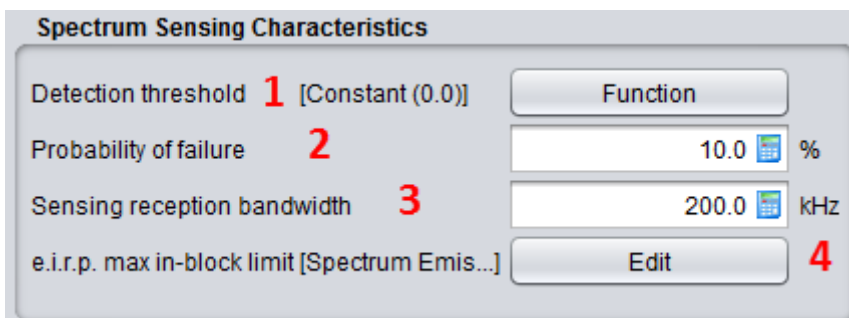 Spectrum Sensing Characteristics
Detection threshold 1 [Constant (0.0)] Function
Probability of failure 2 10.0 %
Sensing reception bandwidth 3 200.0 kHz
e.i.r.p. max in-block limit [Spectrum Emis...] Edit 4